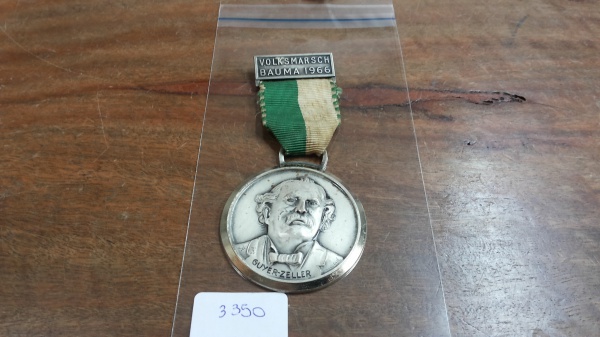 VOLKSMARSCH
BAUMA 1966
GUYER-ZELLER
3350